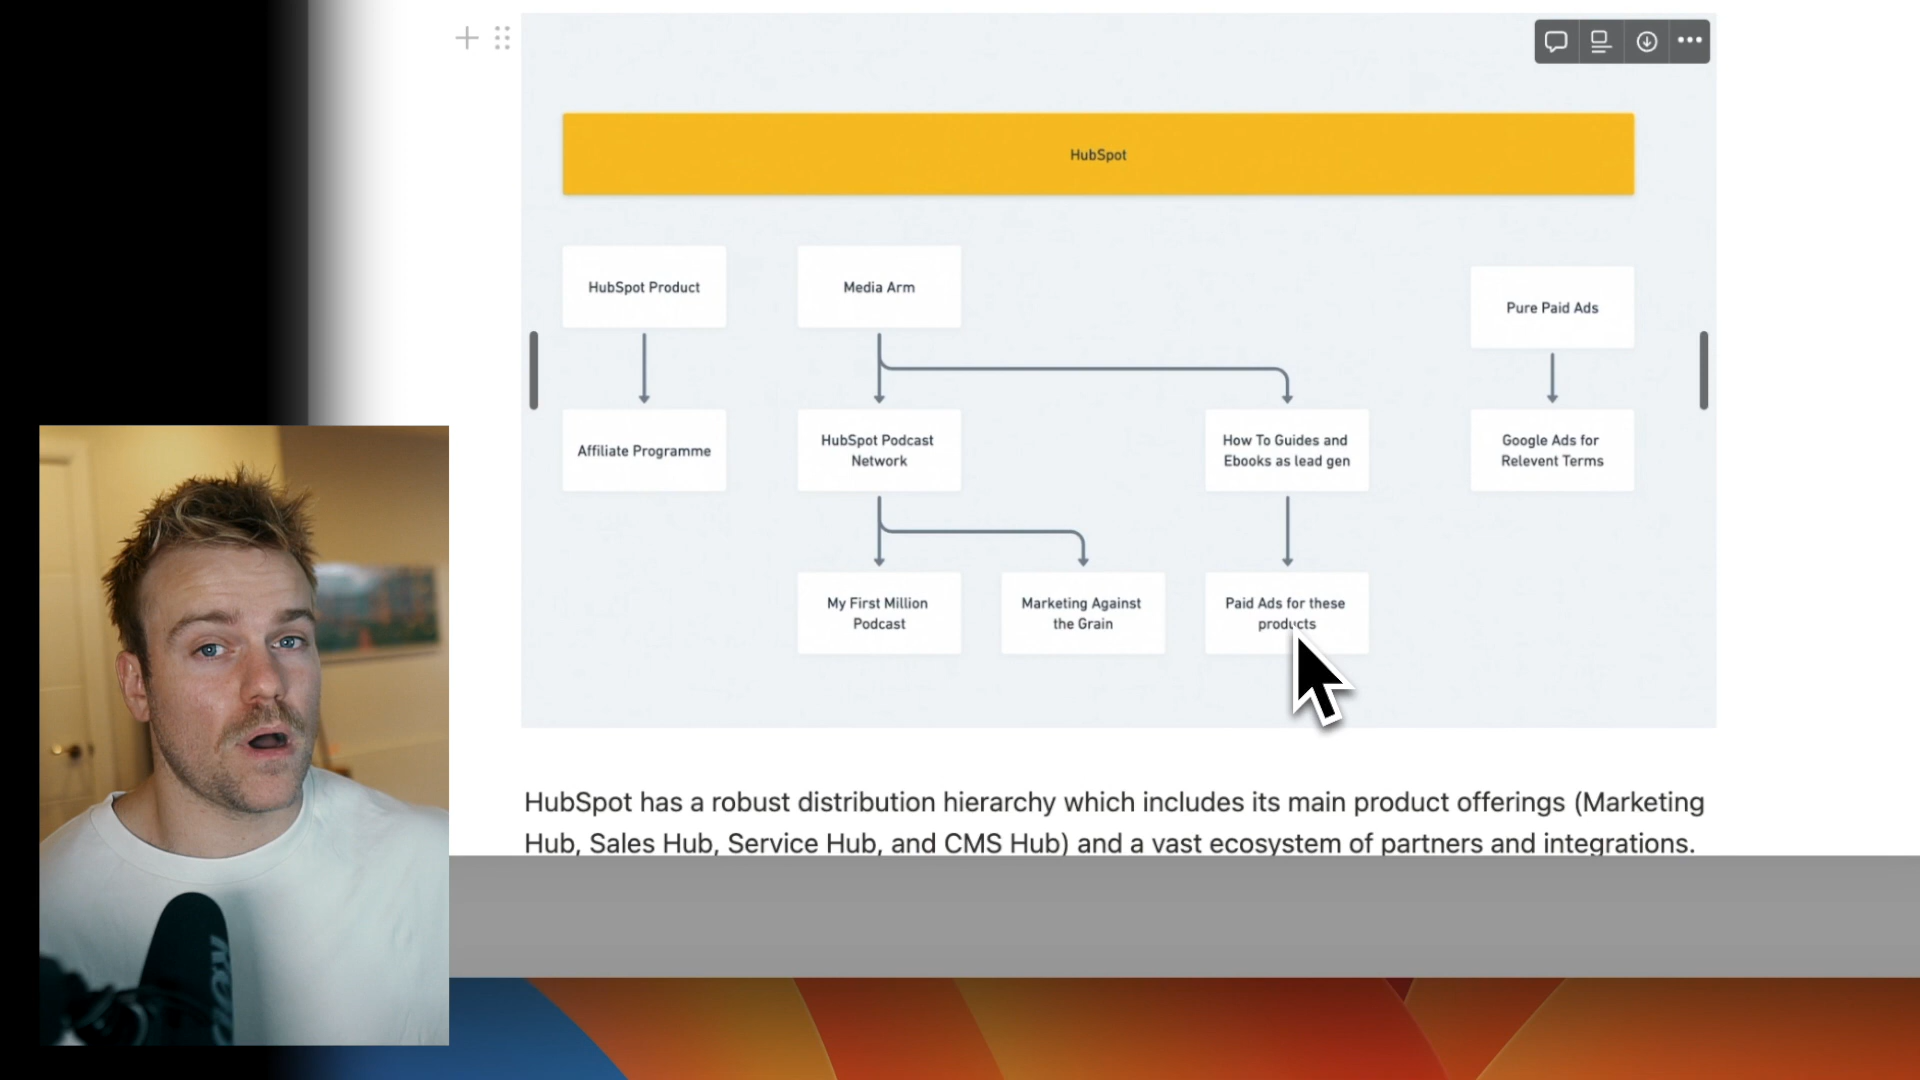 HubSpot
HubSpot Product
Media Arm
Pure Paid Ads
Affiliate Programme
HubSpot Podcast
Network
How To Guides and
Ebooks as lead gen
Google Ads for
Relevent Terms
My First Million
Podcast
Marketing Against
the Grain
Paid Ads for these
products
HubSpot has a robust distribution hierarchy which includes its main product offerings (Marketing
Hub, Sales Hub, Service Hub, and CMS Hub) and a vast ecosystem of partners and integrations.